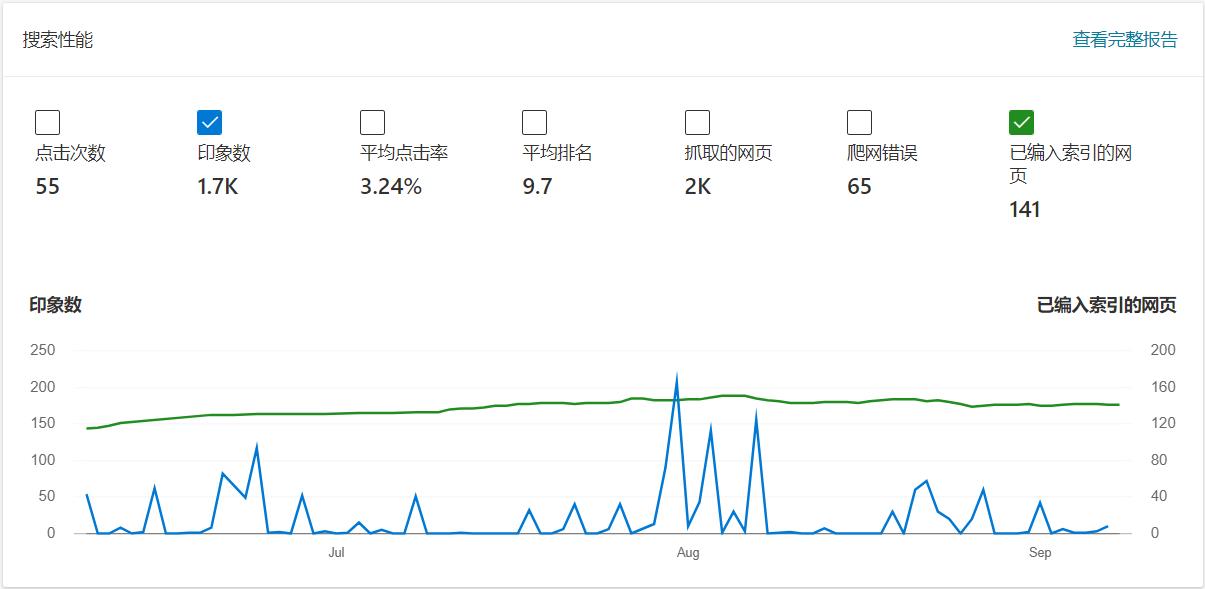 搜索性能
查看完整报告
点击次数
55
印象数
1.7K
平均点击率
3.24%
平均排名
9.7
抓取的网页
2K
爬网错误
65
已编入索引的网
页
141
印象数
已编入索引的网页
250
200
150
100
50
0
200
160
120
80
40
0
Jul
Aug
Sep